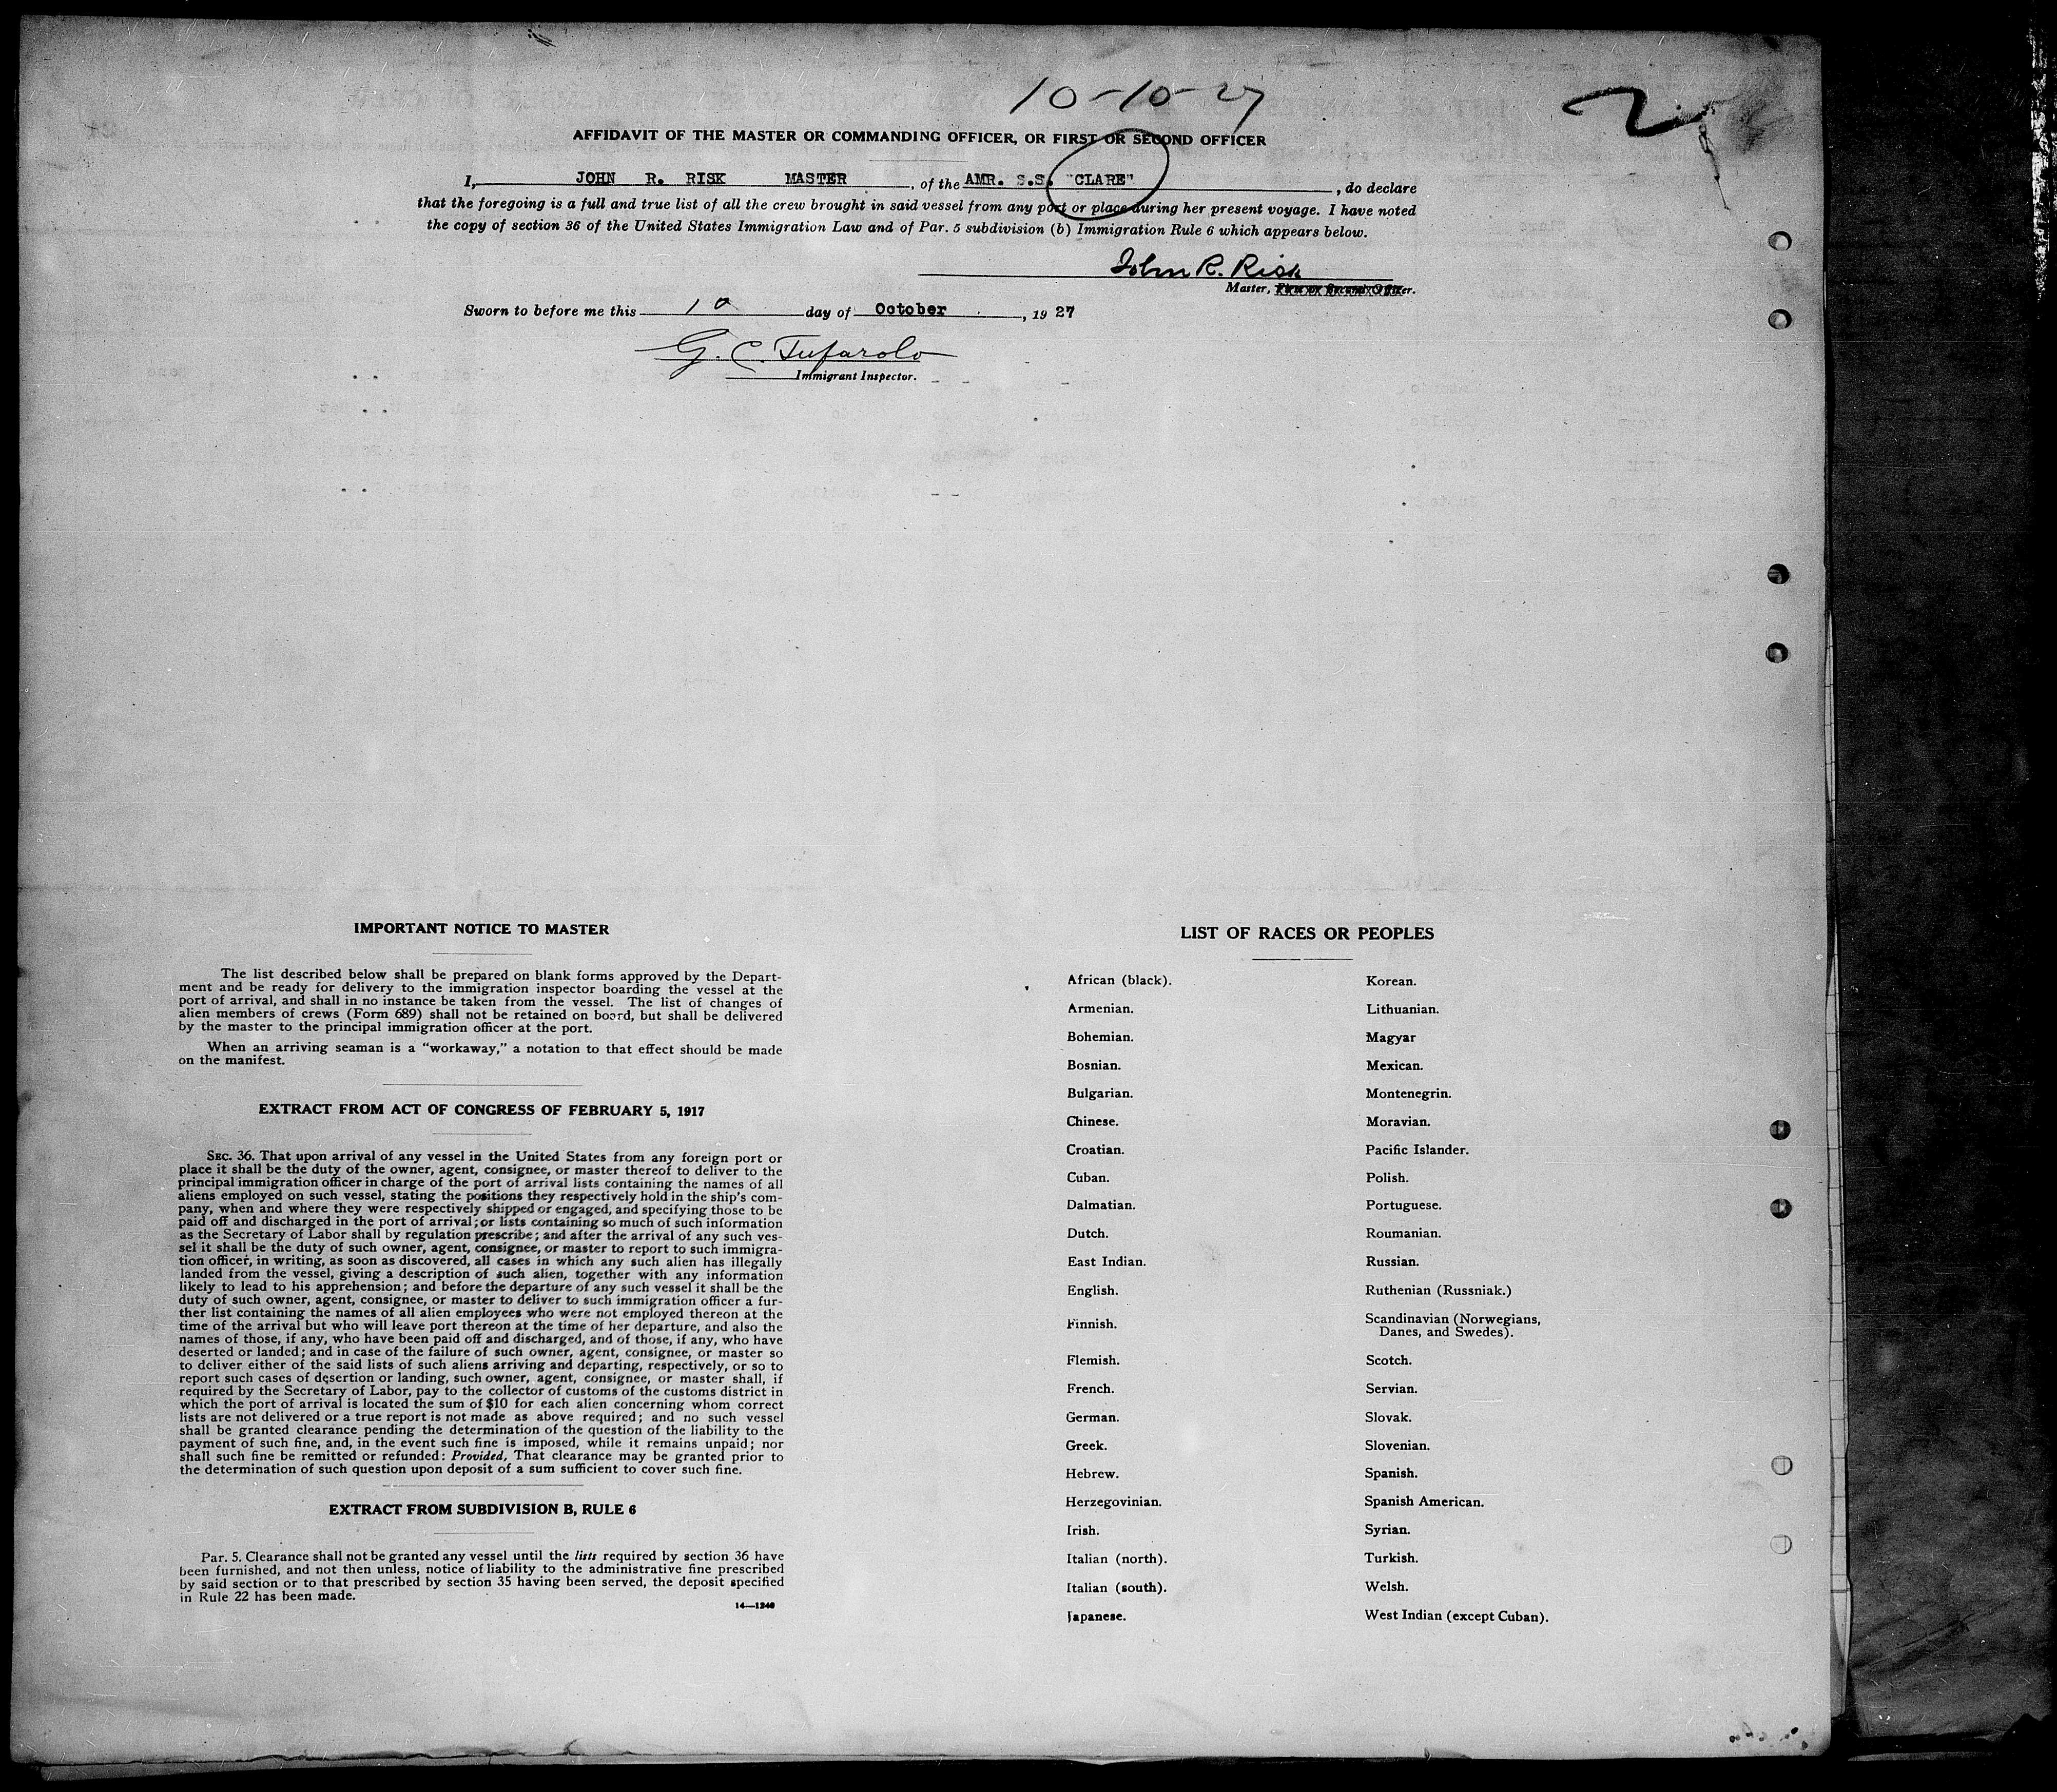 10-10-27
2
AFFIDAVIT OF THE MASTER OR COMMANDING OFFICER, OR FIRST OR SECOND OFFICER
I, JOHN R. RISK MASTER, of the AMR. S.S. "CLARE", do declare
that the foregoing is a full and true list of all the crew brought in said vessel from any port or place during her present voyage. I have noted
the copy of section 36 of the United States Immigration Law and of Par. 5 subdivision (b) Immigration Rule 6 which appears below.
John R. Risk
Master, First or Second Officer.
Sworn to before me this 10 day of October, 1927
G. C. Tufarolo
Immigrant Inspector.
IMPORTANT NOTICE TO MASTER
The list described below shall be prepared on blank forms approved by the Depart-
ment and be ready for delivery to the immigration inspector boarding the vessel at the
port of arrival, and shall in no instance be taken from the vessel. The list of changes of
alien members of crews (Form 689) shall not be retained on board, but shall be delivered
by the master to the principal immigration officer at the port.
When an arriving seaman is a "workaway," a notation to that effect should be made
on the manifest.
EXTRACT FROM ACT OF CONGRESS OF FEBRUARY 5, 1917
SEC. 36. That upon arrival of any vessel in the United States from any foreign port or
place it shall be the duty of the owner, agent, consignee, or master thereof to deliver to the
principal immigration officer in charge of the port of arrival lists containing the names of all
aliens employed on such vessel, stating the positions they respectively hold in the ship's com-
pany, when and where they were respectively shipped or engaged, and specifying those to be
paid off and discharged in the port of arrival; or lists containing so much of such information
as the Secretary of Labor shall by regulation prescribe; and after the arrival of any such ves-
sel it shall be the duty of such owner, agent, consignee, or master to report to such immigra-
tion officer, in writing, as soon as discovered, all cases in which any such alien has illegally
landed from the vessel, giving a description of such alien, together with any information
likely to lead to his apprehension; and before the departure of any such vessel it shall be the
duty of such owner, agent, consignee, or master to deliver to such immigration officer a fur-
ther list containing the names of all alien employees who were not employed thereon at the
time of the arrival but who will leave port thereon at the time of her departure, and also the
names of those, if any, who have been paid off and discharged, and of those, if any, who have
deserted or landed; and in case of the failure of such owner, agent, consignee, or master so
to deliver either of the said lists of such aliens arriving and departing, respectively, or so to
report such cases of desertion or landing, such owner, agent, consignee, or master shall, if
required by the Secretary of Labor, pay to the collector of customs of the customs district in
which the port of arrival is located the sum of $10 for each alien concerning whom correct
lists are not delivered or a true report is not made as above required; and no such vessel
shall be granted clearance pending the determination of the question of the liability to the
payment of such fine, and, in the event such fine is imposed, while it remains unpaid; nor
shall such fine be remitted or refunded: Provided, That clearance may be granted prior to
the determination of such question upon deposit of a sum sufficient to cover such fine.
EXTRACT FROM SUBDIVISION B, RULE 6
Par. 5. Clearance shall not be granted any vessel until the lists required by section 36 have
been furnished, and not then unless, notice of liability to the administrative fine prescribed
by said section or to that prescribed by section 35 having been served, the deposit specified
in Rule 22 has been made.
14—1240
LIST OF RACES OR PEOPLES
African (black).
Armenian.
Bohemian.
Bosnian.
Bulgarian.
Chinese.
Croatian.
Cuban.
Dalmatian.
Dutch.
East Indian.
English.
Finnish.
Flemish.
French.
German.
Greek.
Hebrew.
Herzegovinian.
Irish.
Italian (north).
Italian (south).
Japanese.
Korean.
Lithuanian.
Magyar
Mexican.
Montenegrin.
Moravian.
Pacific Islander.
Polish.
Portuguese.
Roumanian.
Russian.
Ruthenian (Russniak.)
Scandinavian (Norwegians,
Danes, and Swedes).
Scotch.
Servian.
Slovak.
Slovenian.
Spanish.
Spanish American.
Syrian.
Turkish.
Welsh.
West Indian (except Cuban).